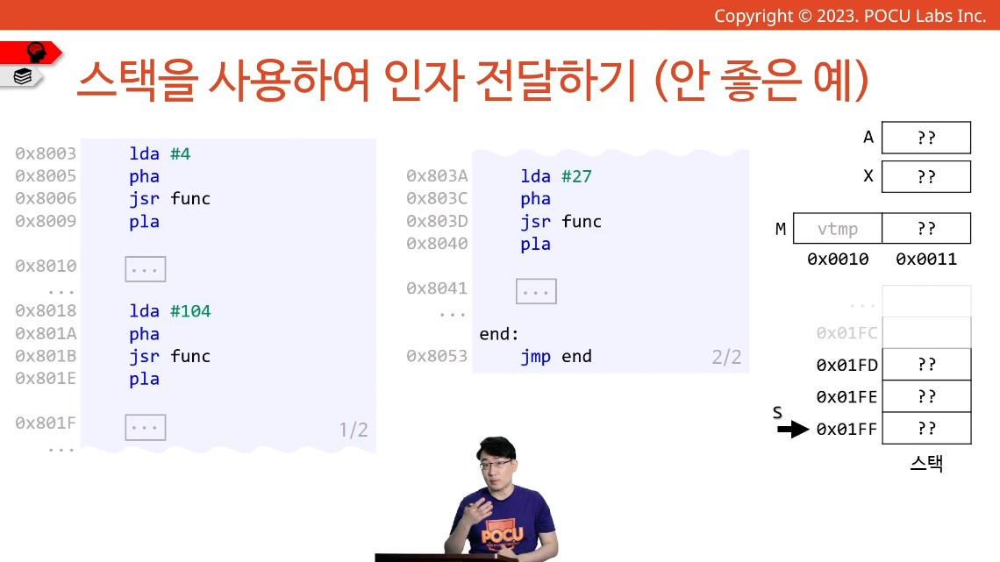 Copyright © 2023. POCU Labs Inc.
스택을 사용하여 인자 전달하기 (안 좋은 예)
0x8003 lda #4
0x8005 pha
0x8006 jsr func
0x8009 pla
0x8010 ...
...
0x8018 lda #104
0x801A pha
0x801B jsr func
0x801E pla
0x801F ...
...
1/2
0x803A lda #27
0x803C pha
0x803D jsr func
0x8040 pla
0x8041 ...
...
end:
0x8053 jmp end
2/2
A ??
X ??
M vtmp ??
0x0010 0x0011
...
0x01FC
0x01FD ??
0x01FE ??
S
0x01FF ??
스택
POCU